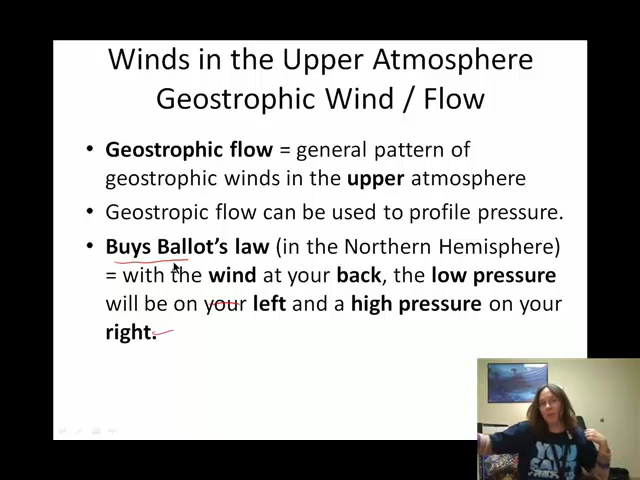 Winds in the Upper Atmosphere
Geostrophic Wind / Flow
• Geostrophic flow = general pattern of
geostrophic winds in the upper atmosphere
• Geostropic flow can be used to profile pressure.
• Buys Ballot's law (in the Northern Hemisphere)
= with the wind at your back, the low pressure
will be on your left and a high pressure on your
right.
YOU
CAN'T